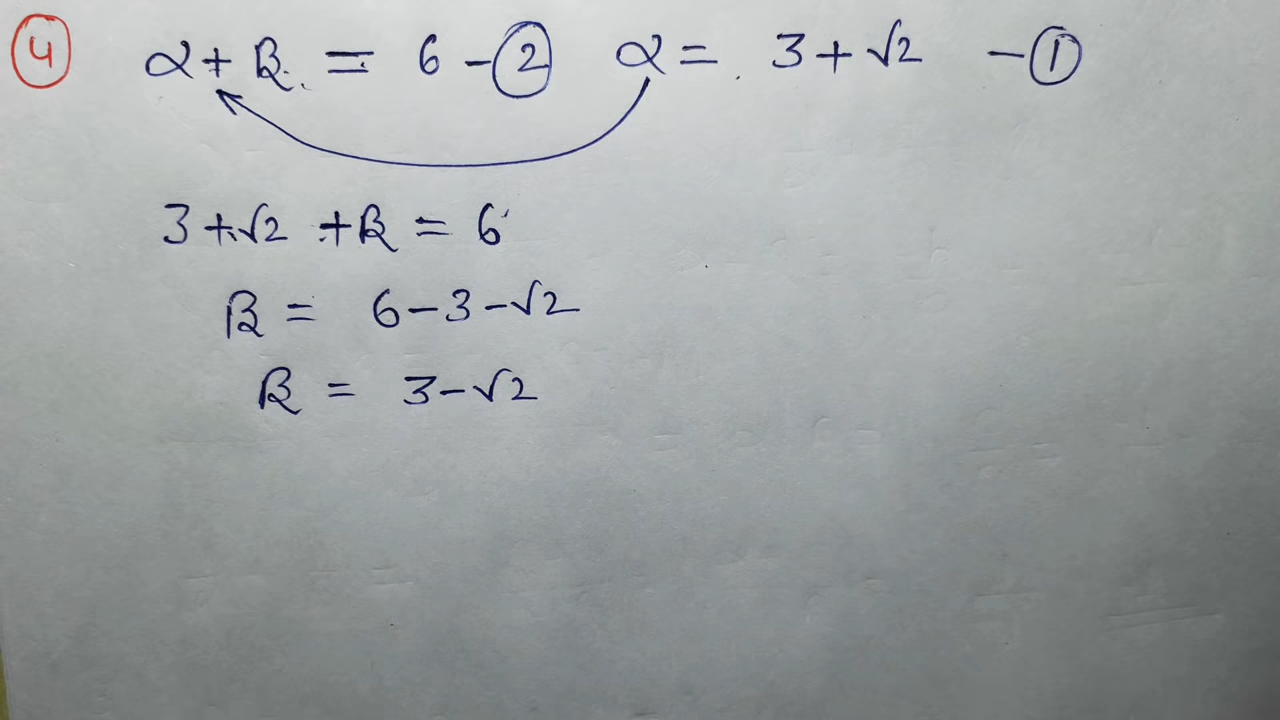 4 α + β = 6 - 2 α = 3 + √2 - 1
3 + √2 + β = 6
β = 6 - 3 - √2
β = 3 - √2